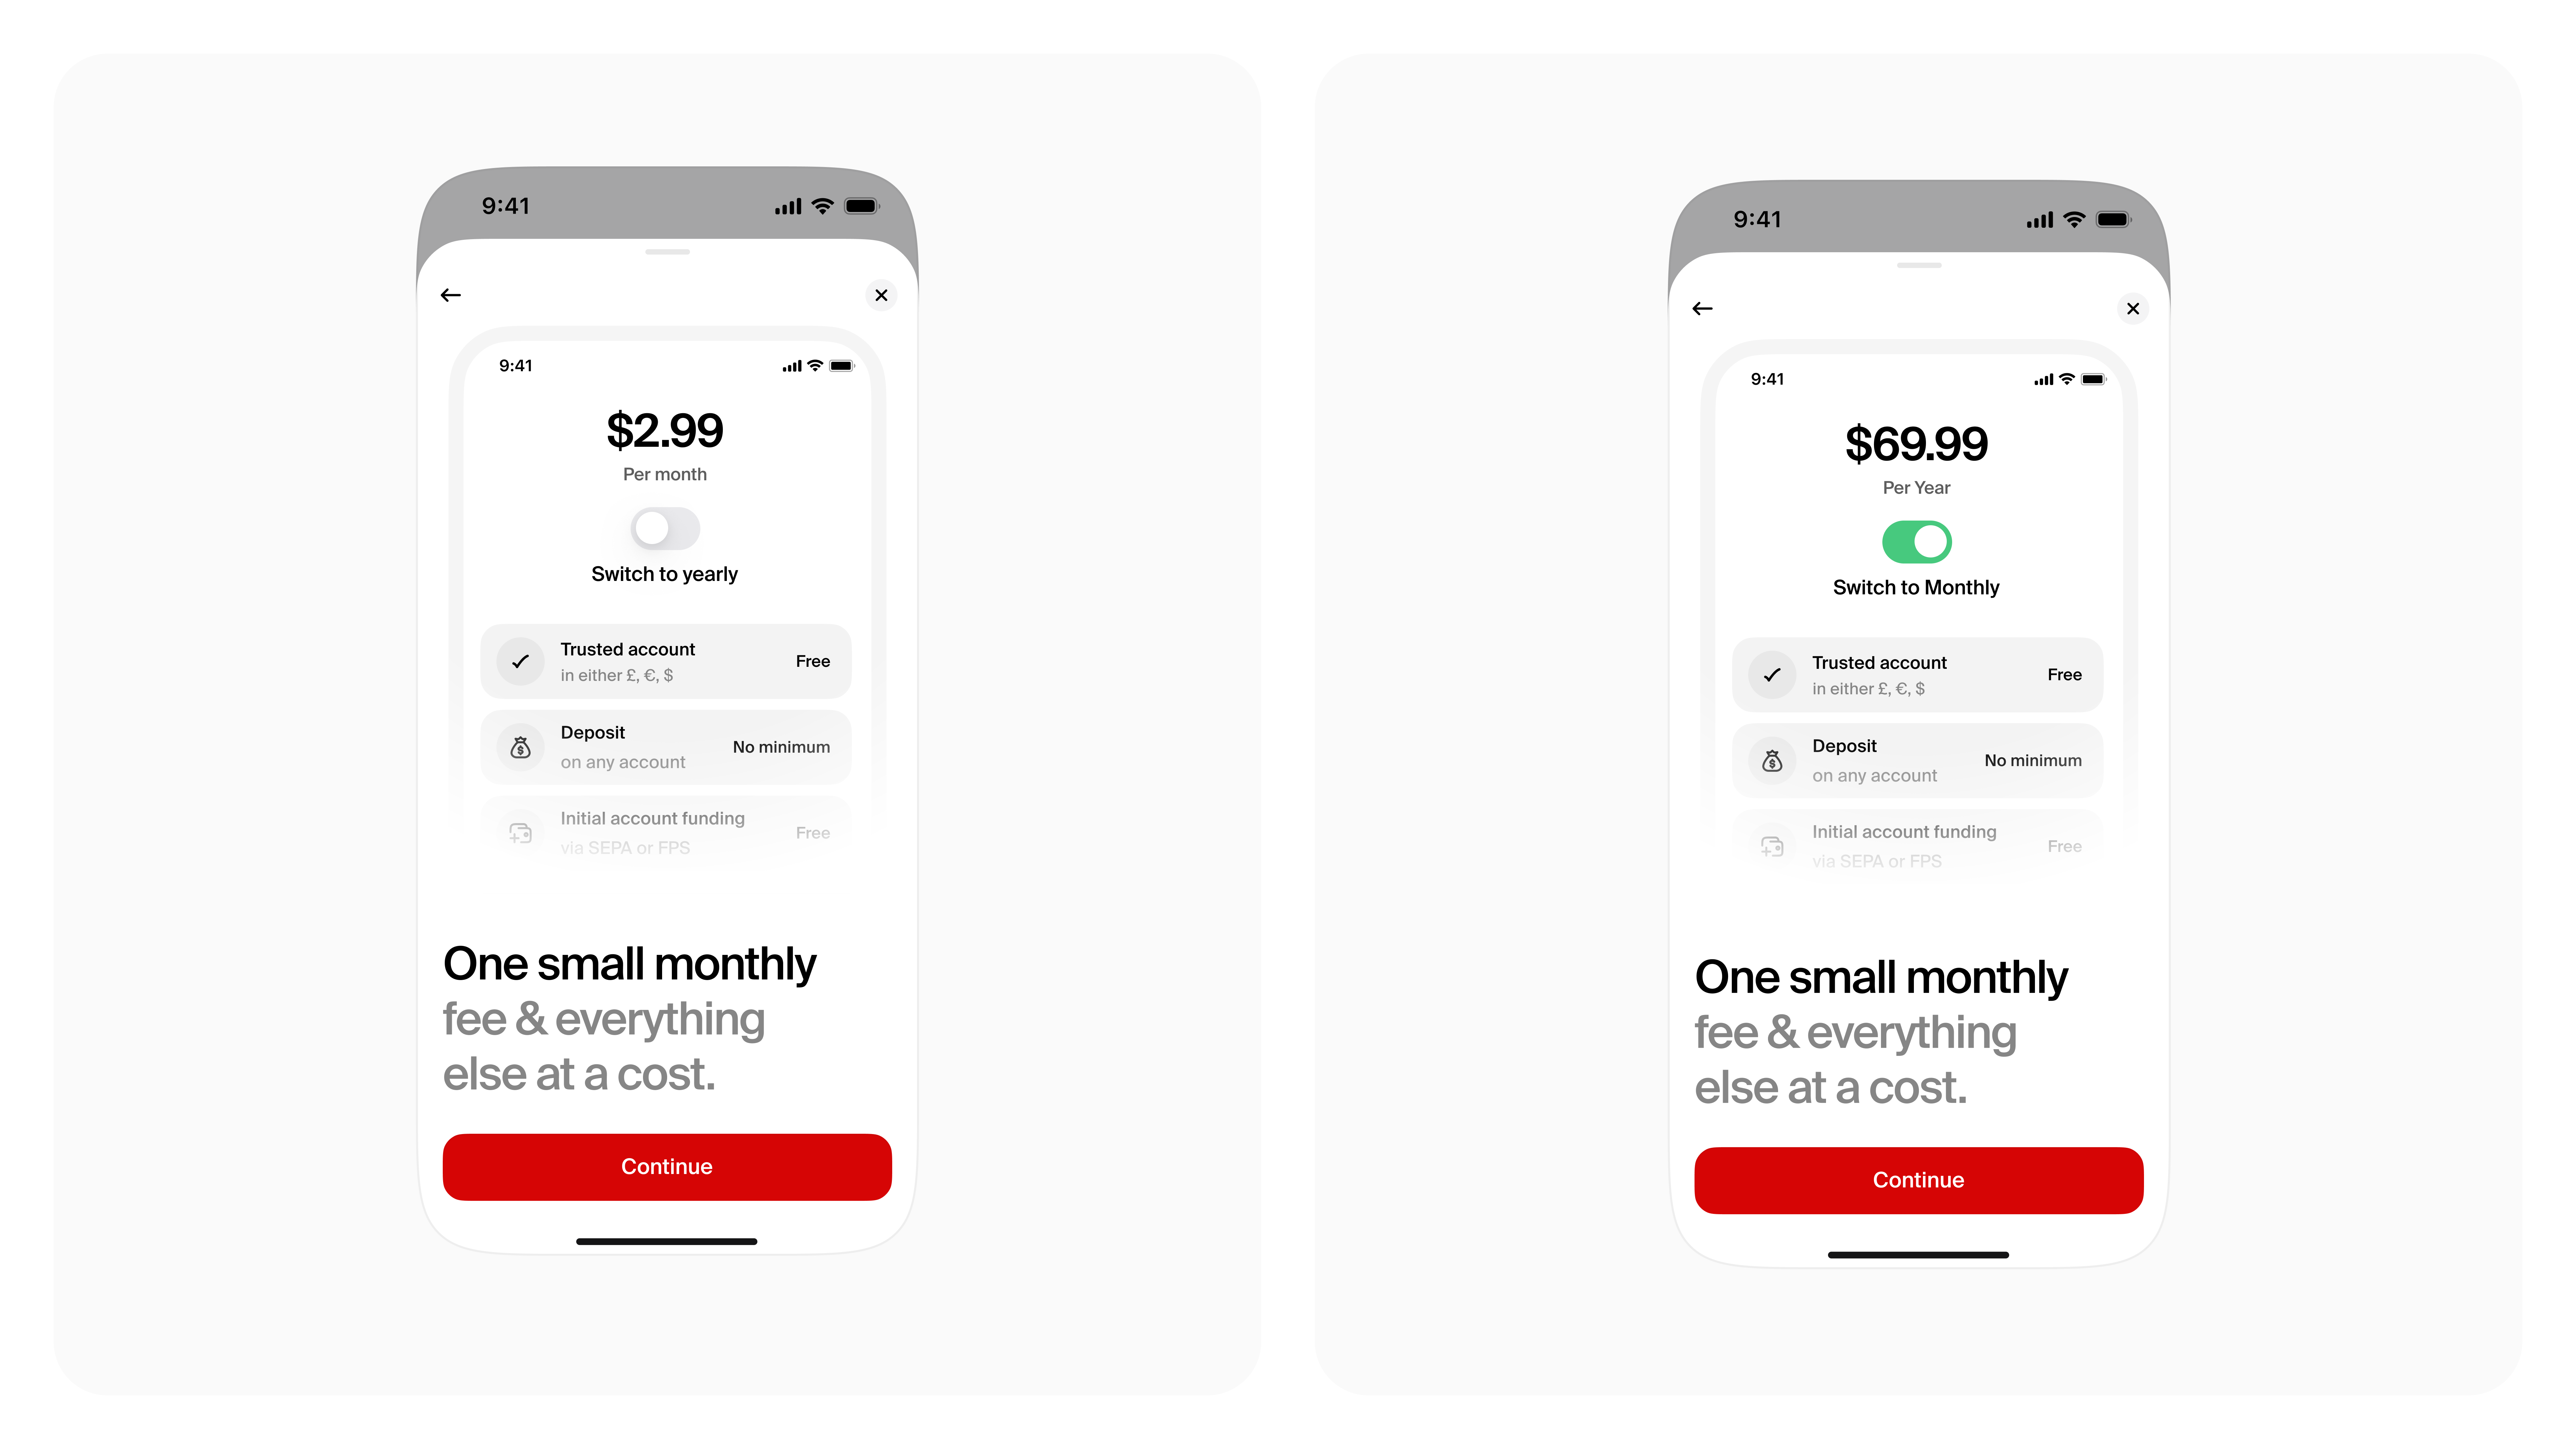 9:41
9:41
$2.99
Per month
Switch to yearly
Trusted account
in either £, €, $
Free
Deposit
on any account
No minimum
Initial account funding
via SEPA or FPS
Free
One small monthly
fee & everything
else at a cost.
Continue
9:41
9:41
$69.99
Per Year
Switch to Monthly
Trusted account
in either £, €, $
Free
Deposit
on any account
No minimum
Initial account funding
via SEPA or FPS
Free
One small monthly
fee & everything
else at a cost.
Continue